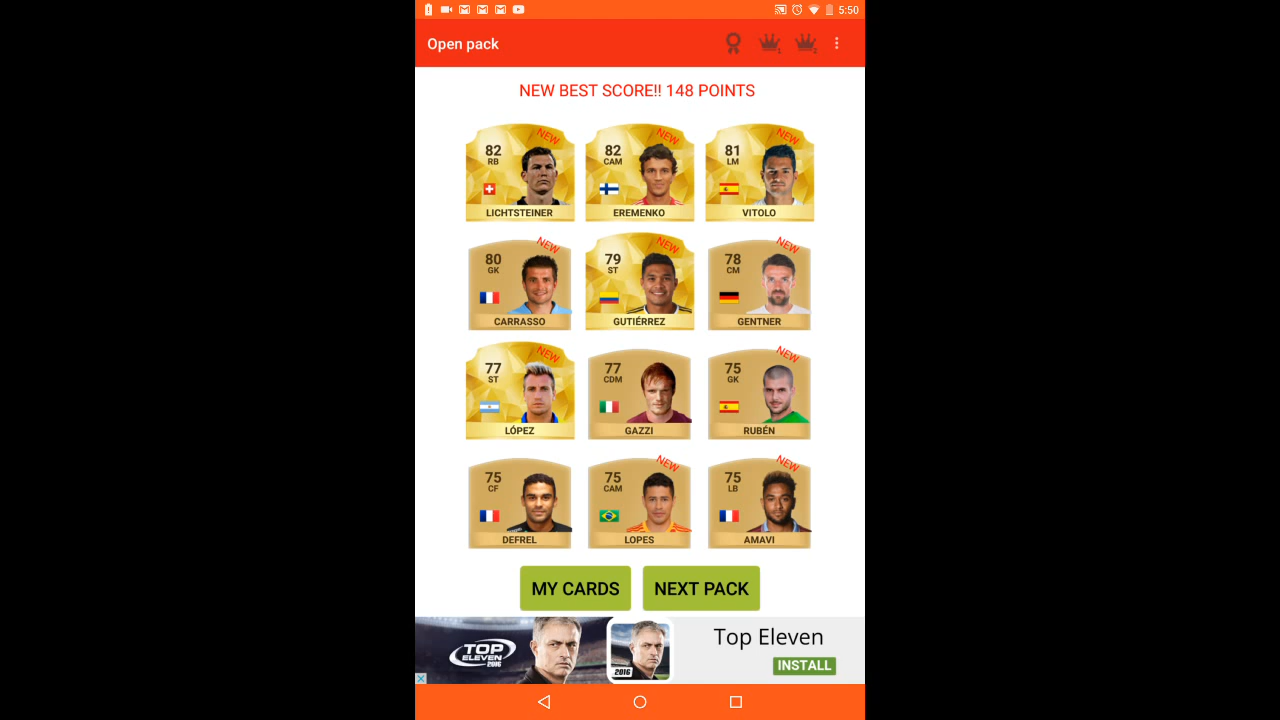 5:50
Open pack
1
2
NEW BEST SCORE!! 148 POINTS
NEW NEW NEW
82 82 81
RB CAM LM
LICHTSTEINER EREMENKO VITOLO
NEW NEW NEW
80 79 78
GK ST CM
CARRASSO GUTIÉRREZ GENTNER
NEW NEW
77 77 75
ST CDM GK
LÓPEZ GAZZI RUBÉN
NEW NEW
75 75 75
CF CAM LB
DEFREL LOPES AMAVI
MY CARDS NEXT PACK
TOP
ELEVEN
2016
2016
Top Eleven
INSTALL